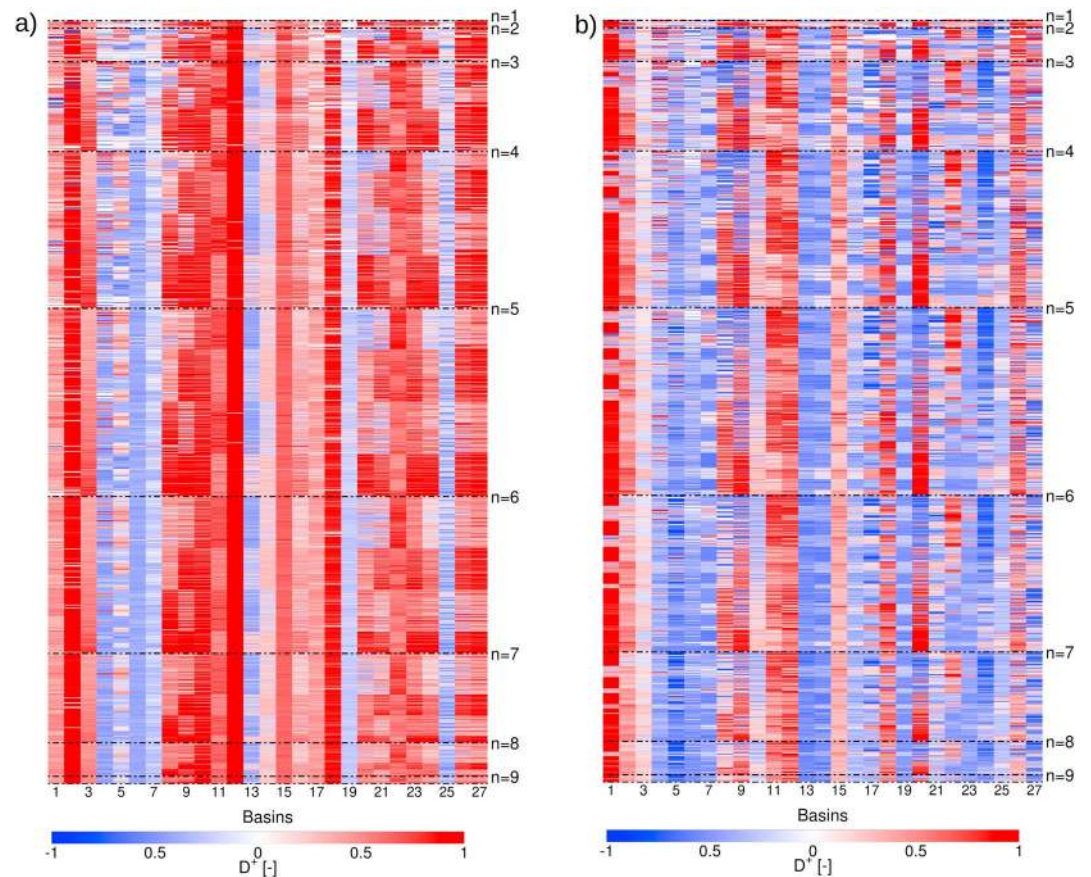 a)
n=1
n=2
n=3
n=4
n=5
n=6
n=7
n=8
n=9
1 3 5 7 9 11 13 15 17 19 21 23 25 27
Basins
-1 0.5 0 0.5 1
D+ [-]
b)
n=1
n=2
n=3
n=4
n=5
n=6
n=7
n=8
n=9
1 3 5 7 9 11 13 15 17 19 21 23 25 27
Basins
-1 0.5 0 0.5 1
D+ [-]